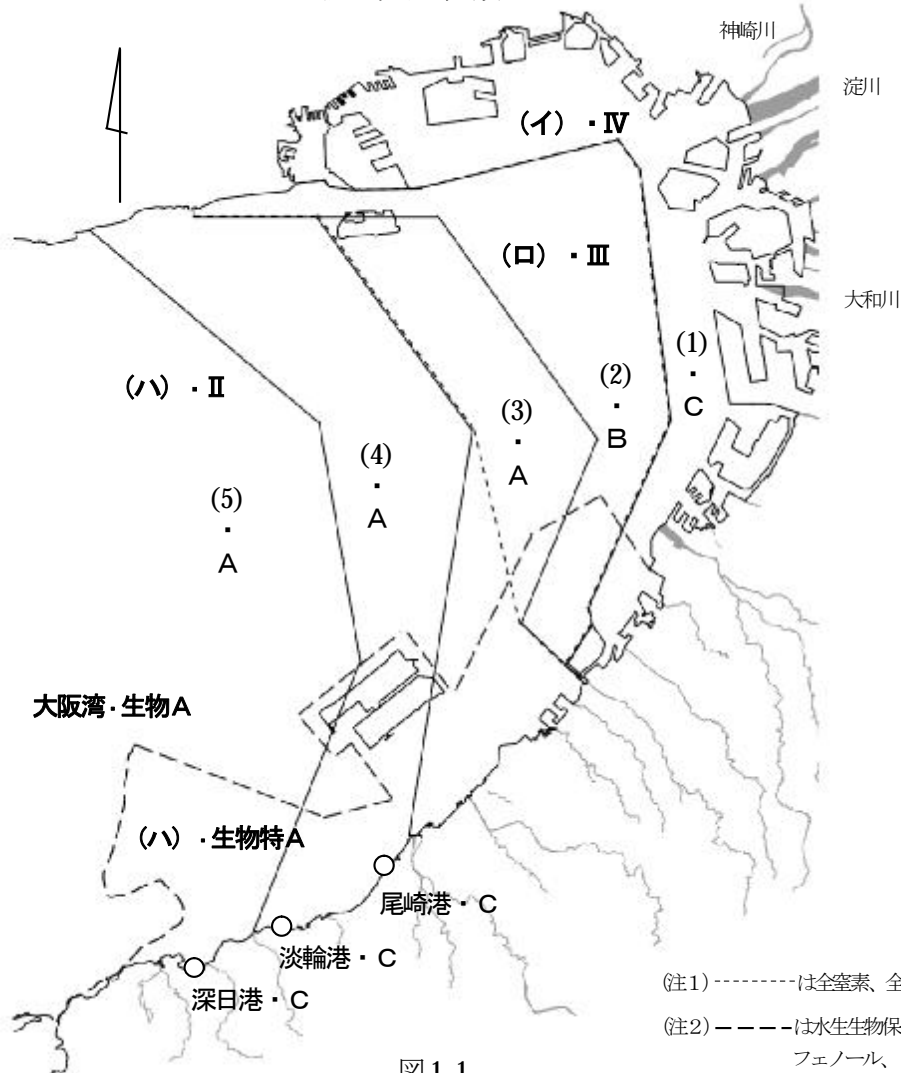 神崎川
淀川
(イ)・Ⅳ
(ロ)・Ⅲ
大和川
(1)
・
C
(2)
・
B
(ハ)・Ⅱ
(3)
・
A
(4)
・
A
(5)
・
A
大阪湾・生物A
(ハ)・生物特A
尾崎港・C
淡輪港・C
深日港・C
(注1) は全窒素、全
(注2) は水生生物保
フェノール、